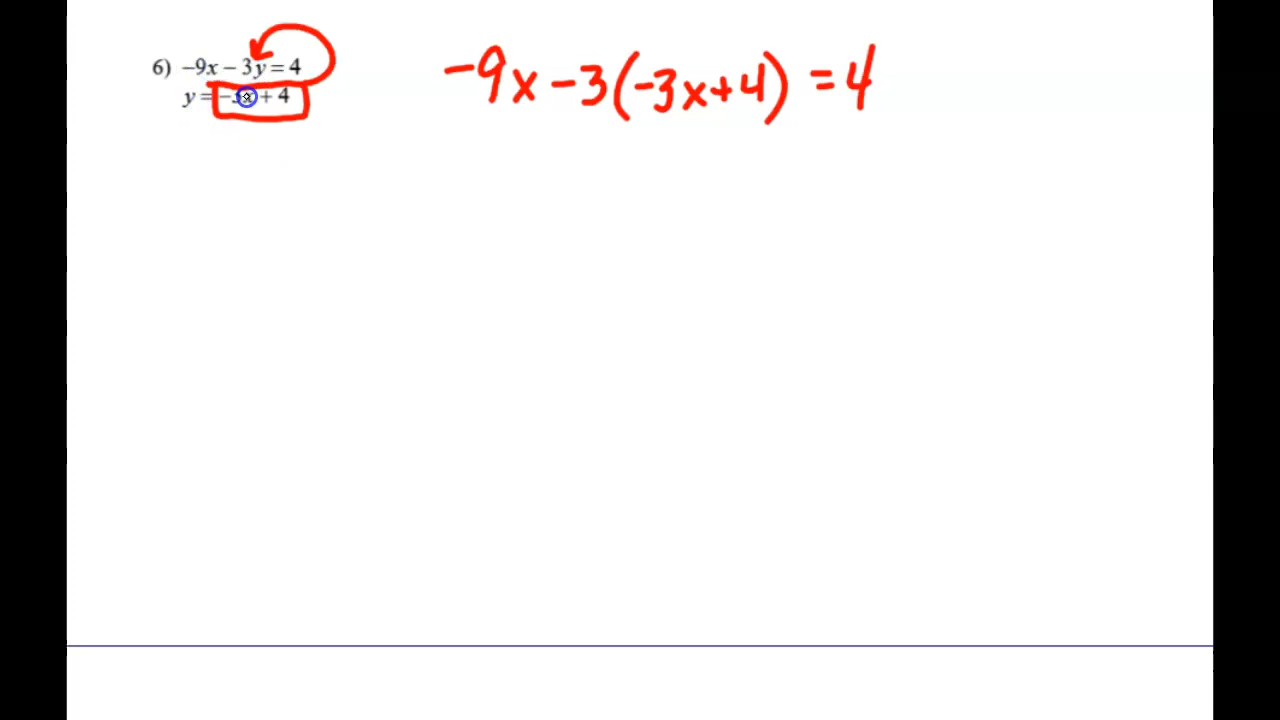 6) −9x − 3y = 4
y = −3x + 4
-9x - 3(-3x+4) = 4